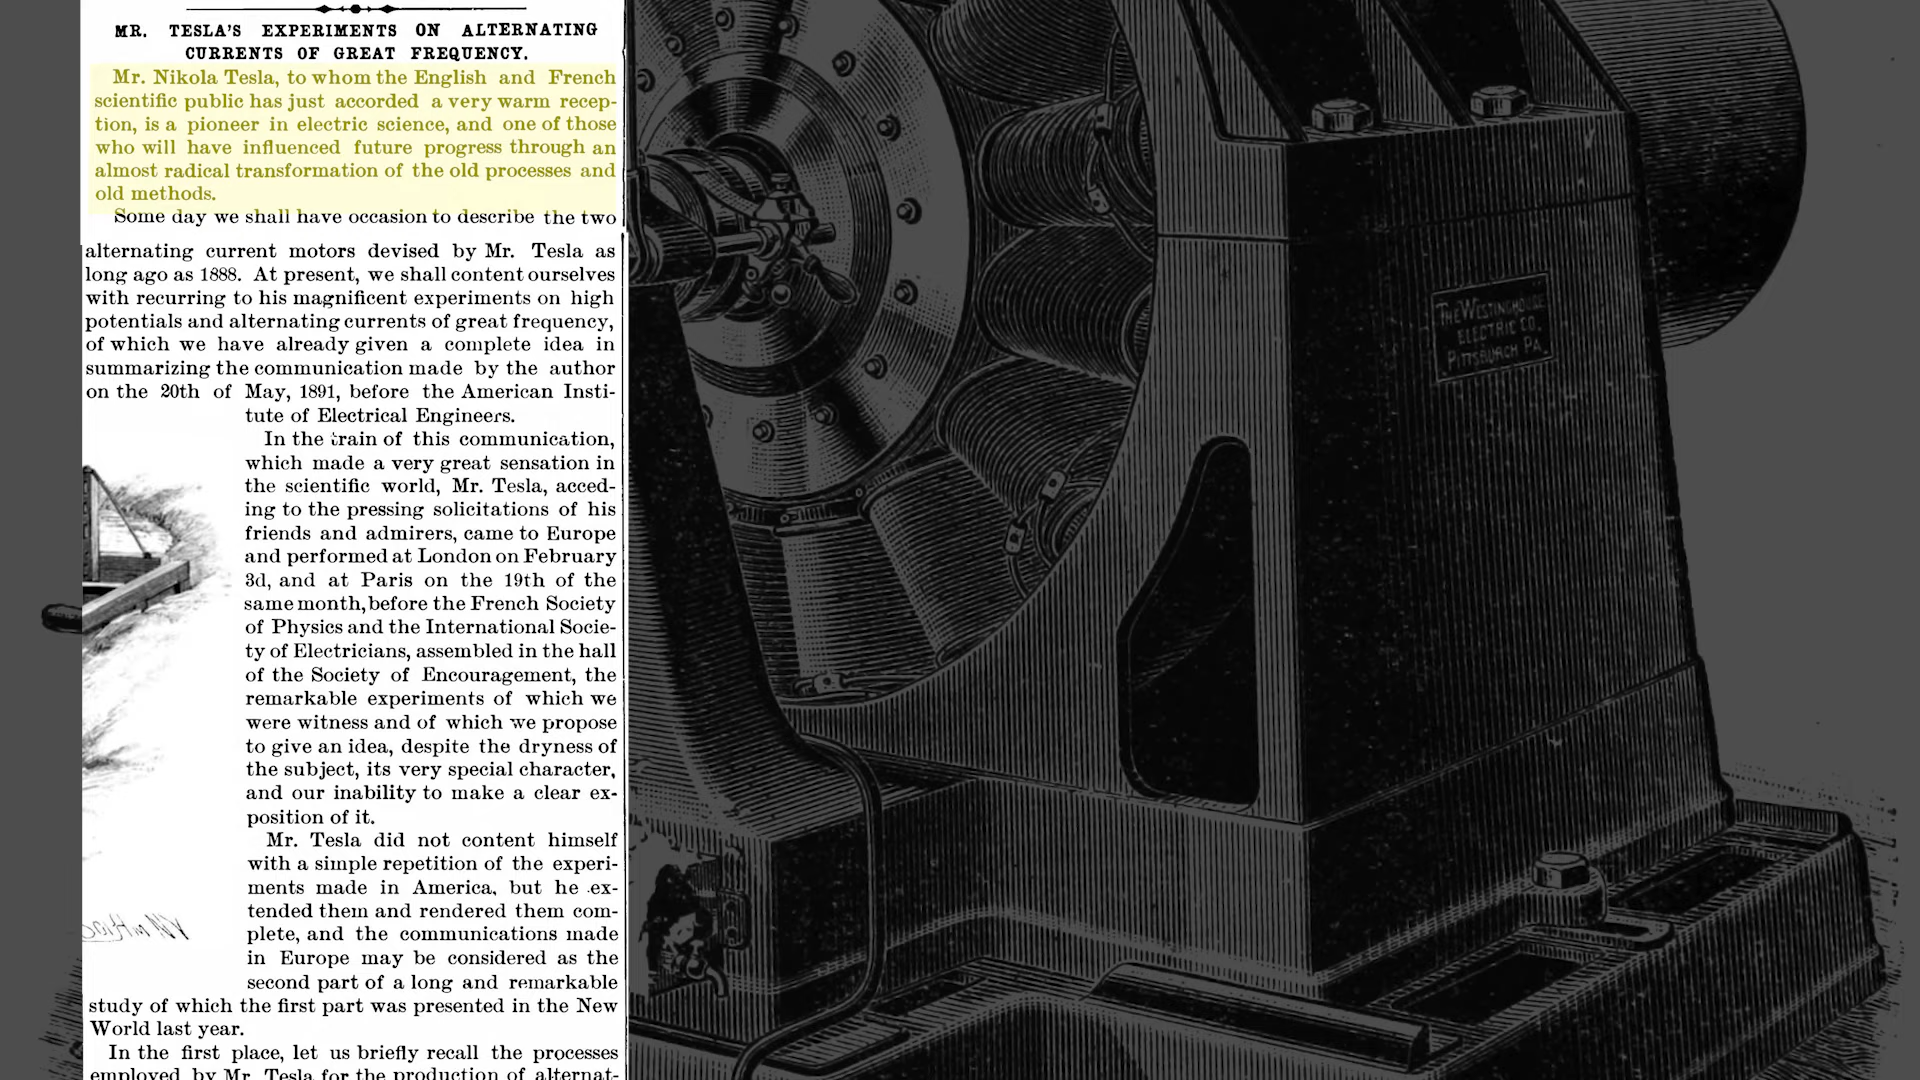 MR. TESLA'S EXPERIMENTS ON ALTERNATING
CURRENTS OF GREAT FREQUENCY.
Mr. Nikola Tesla, to whom the English and French
scientific public has just accorded a very warm recep-
tion, is a pioneer in electric science, and one of those
who will have influenced future progress through an
almost radical transformation of the old processes and
old methods.
Some day we shall have occasion to describe the two
alternating current motors devised by Mr. Tesla as
long ago as 1888. At present, we shall content ourselves
with recurring to his magnificent experiments on high
potentials and alternating currents of great frequency,
of which we have already given a complete idea in
summarizing the communication made by the author
on the 20th of May, 1891, before the American Insti-
tute of Electrical Engineers.
In the train of this communication,
which made a very great sensation in
the scientific world, Mr. Tesla, acced-
ing to the pressing solicitations of his
friends and admirers, came to Europe
and performed at London on February
3d, and at Paris on the 19th of the
same month, before the French Society
of Physics and the International Socie-
ty of Electricians, assembled in the hall
of the Society of Encouragement, the
remarkable experiments of which we
were witness and of which we propose
to give an idea, despite the dryness of
the subject, its very special character,
and our inability to make a clear ex-
position of it.
Mr. Tesla did not content himself
with a simple repetition of the experi-
ments made in America, but he ex-
tended them and rendered them com-
plete, and the communications made
in Europe may be considered as the
second part of a long and remarkable
study of which the first part was presented in the New
World last year.
In the first place, let us briefly recall the processes
employed by Mr. Tesla for the production of alternat-
THE WESTINGHOUSE
ELECTRIC CO.
PITTSBURGH PA.